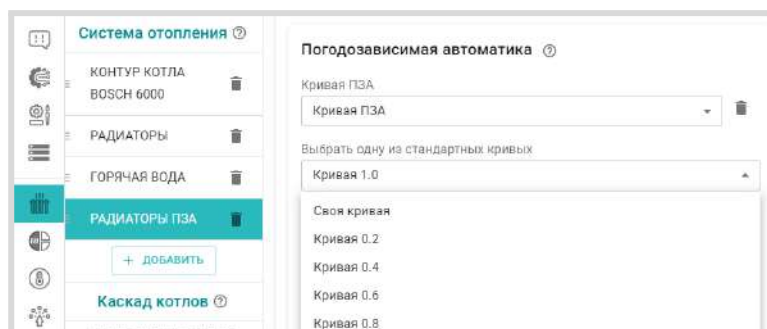 Система отопления
КОНТУР КОТЛА
BOSCH 6000
РАДИАТОРЫ
ГОРЯЧАЯ ВОДА
РАДИАТОРЫ ПЗА
+ ДОБАВИТЬ
Каскад котлов
Погодозависимая автоматика
Кривая ПЗА
Кривая ПЗА
Выбрать одну из стандартных кривых
Кривая 1.0
Своя кривая
Кривая 0.2
Кривая 0.4
Кривая 0.6
Кривая 0.8